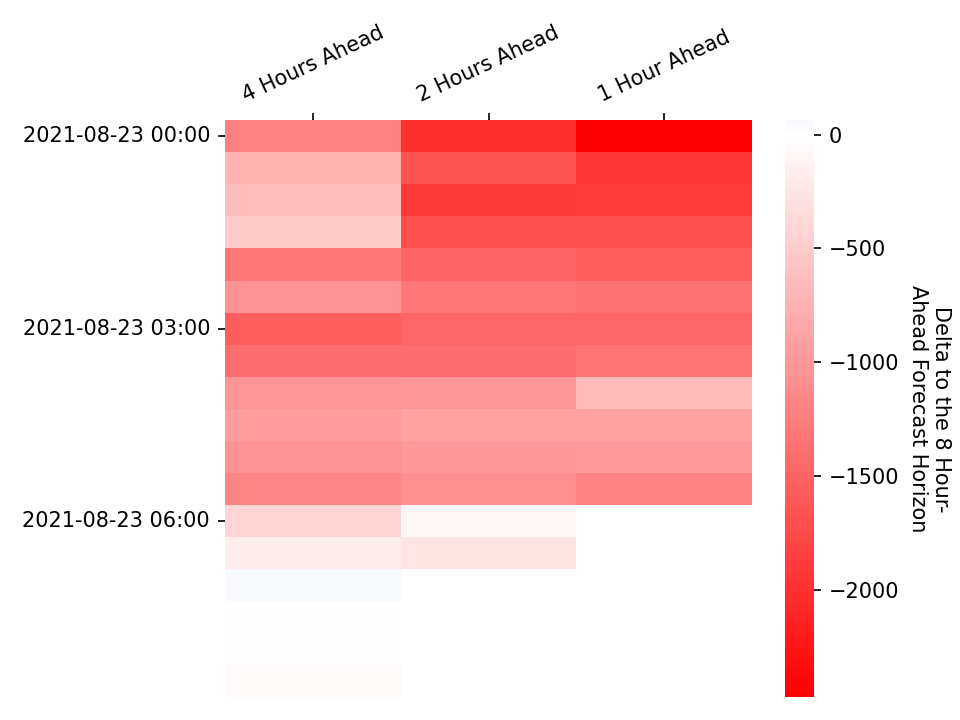 4 Hours Ahead
2 Hours Ahead
1 Hour Ahead
2021-08-23 00:00
2021-08-23 03:00
2021-08-23 06:00
0
−500
−1000
−1500
−2000
Delta to the 8 Hour-
Ahead Forecast Horizon